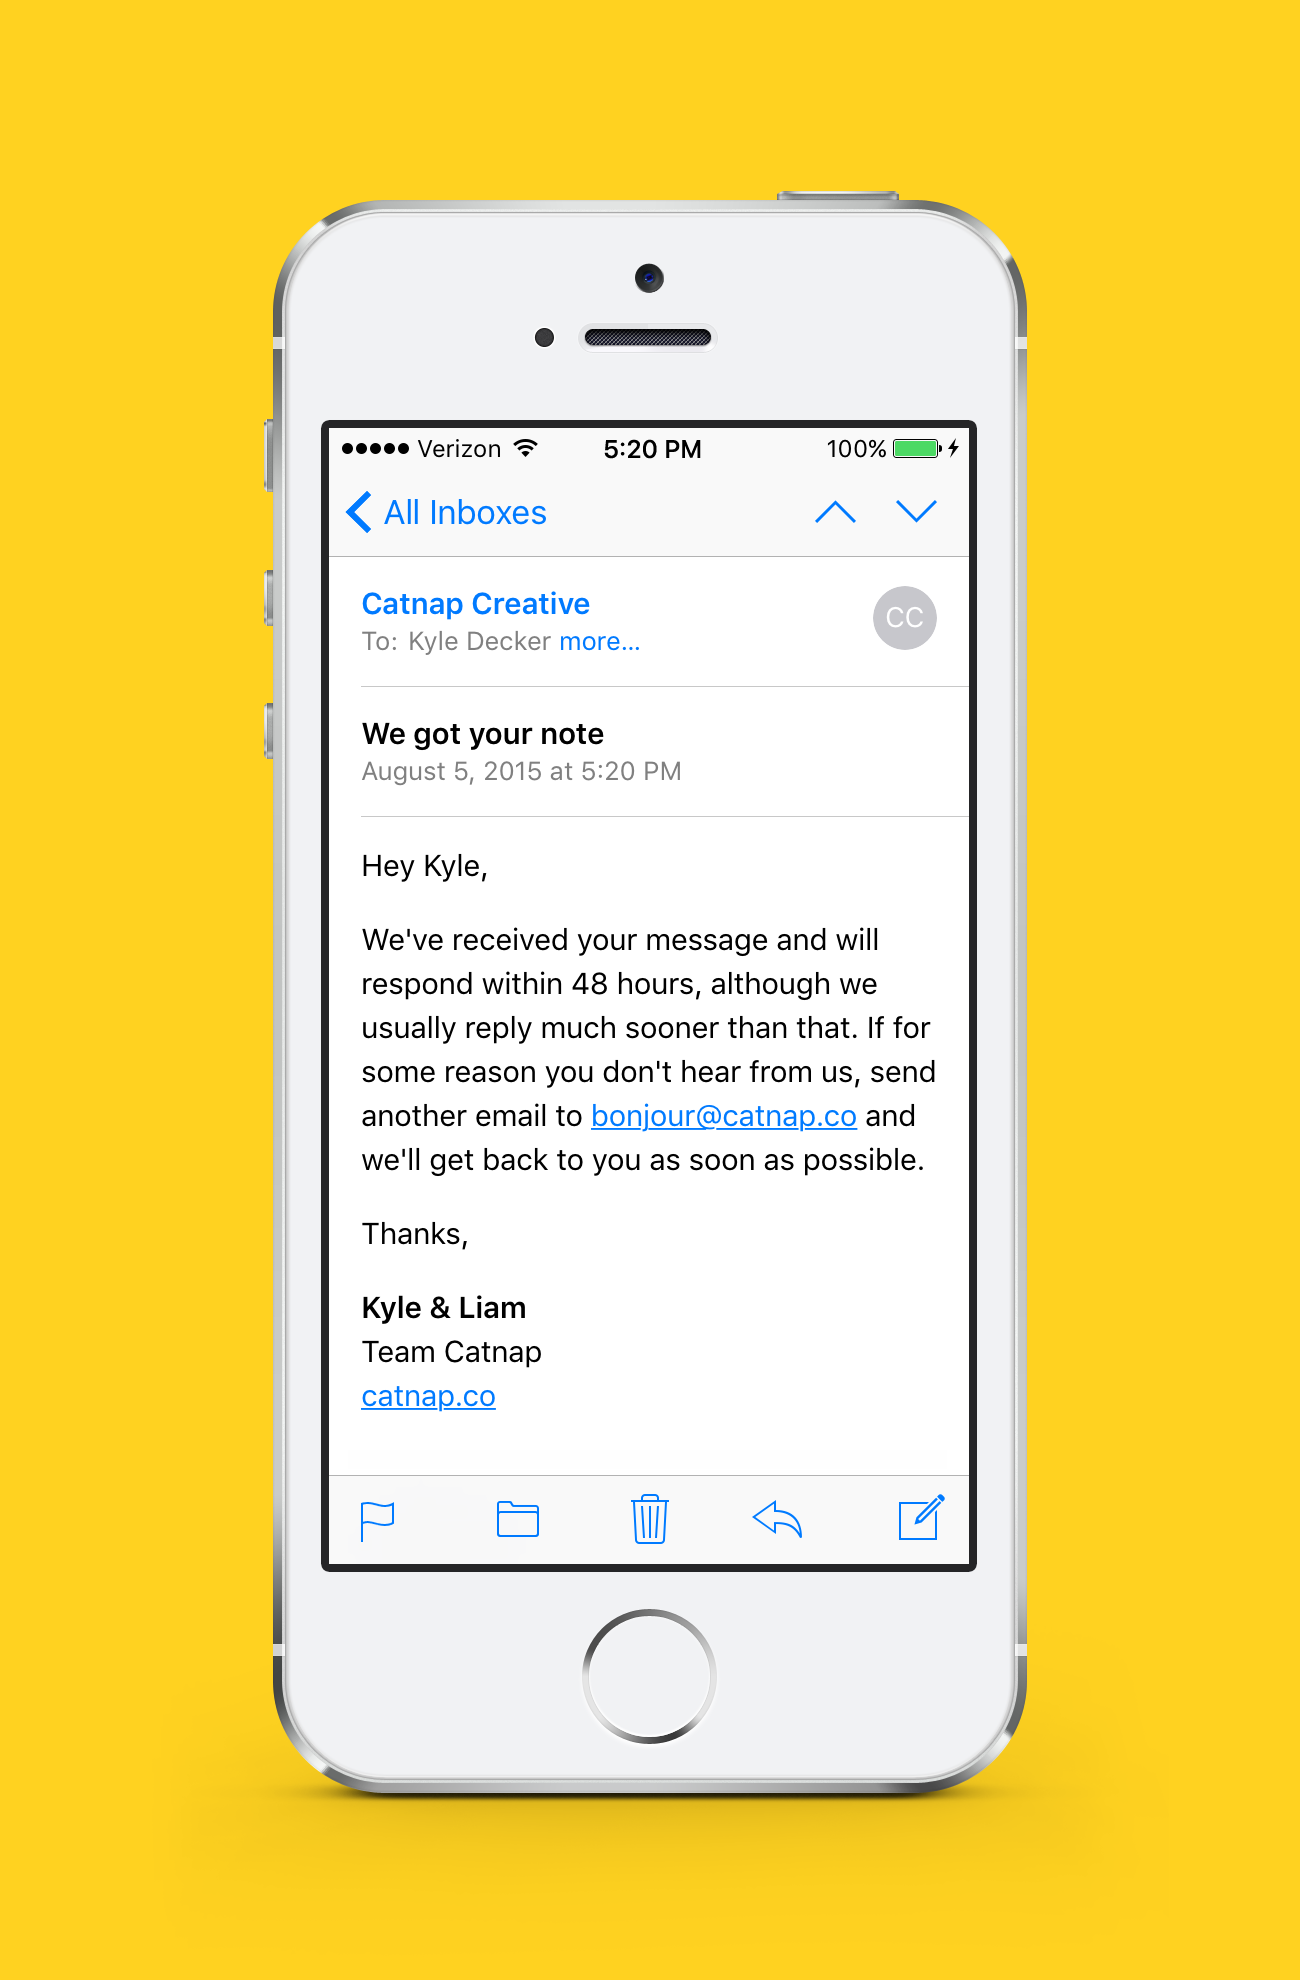 Verizon 5:20 PM 100%
All Inboxes
Catnap Creative
CC
To: Kyle Decker more...
We got your note
August 5, 2015 at 5:20 PM
Hey Kyle,
We've received your message and will
respond within 48 hours, although we
usually reply much sooner than that. If for
some reason you don't hear from us, send
another email to bonjour@catnap.co and
we'll get back to you as soon as possible.
Thanks,
Kyle & Liam
Team Catnap
catnap.co